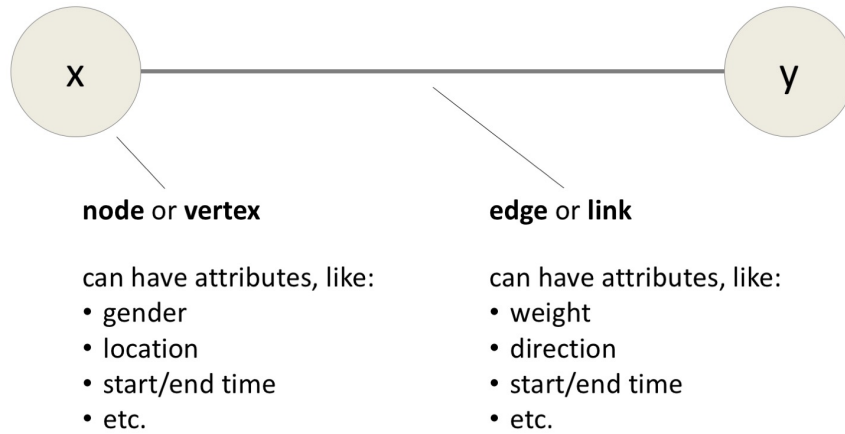 x
y
node or vertex
can have attributes, like:
• gender
• location
• start/end time
• etc.
edge or link
can have attributes, like:
• weight
• direction
• start/end time
• etc.